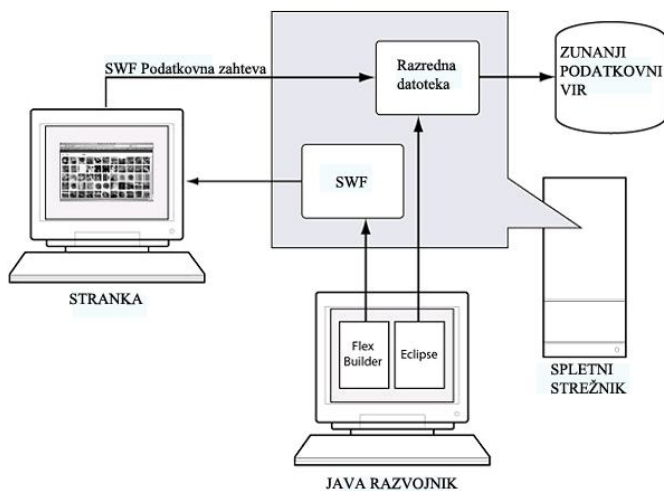 SWF Podatkovna zahteva
Razredna
datoteka
ZUNANJI
PODATKOVNI
VIR
SWF
STRANKA
Flex
Builder
Eclipse
SPLETNI
STREŽNIK
JAVA RAZVOJNIK